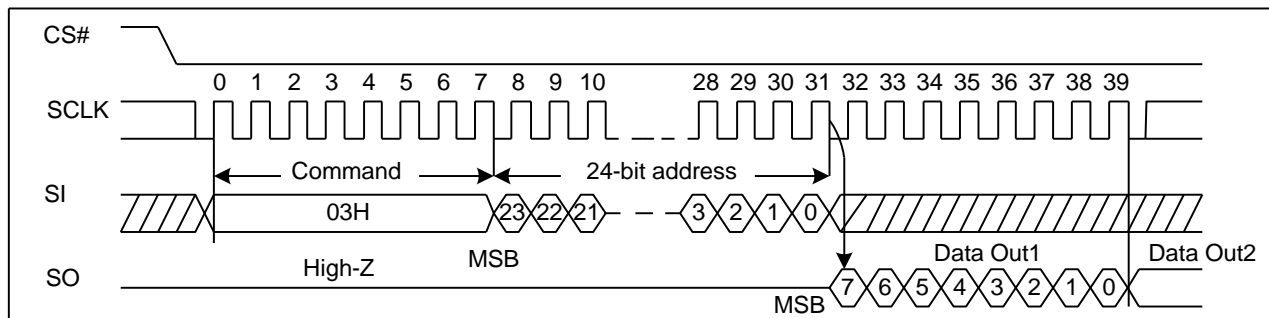 CS#
0 1 2 3 4 5 6 7 8 9 10 28 29 30 31 32 33 34 35 36 37 38 39
SCLK
Command 24-bit address
SI 03H 23 22 21 3 2 1 0
High-Z MSB Data Out1 Data Out2
SO MSB 7 6 5 4 3 2 1 0